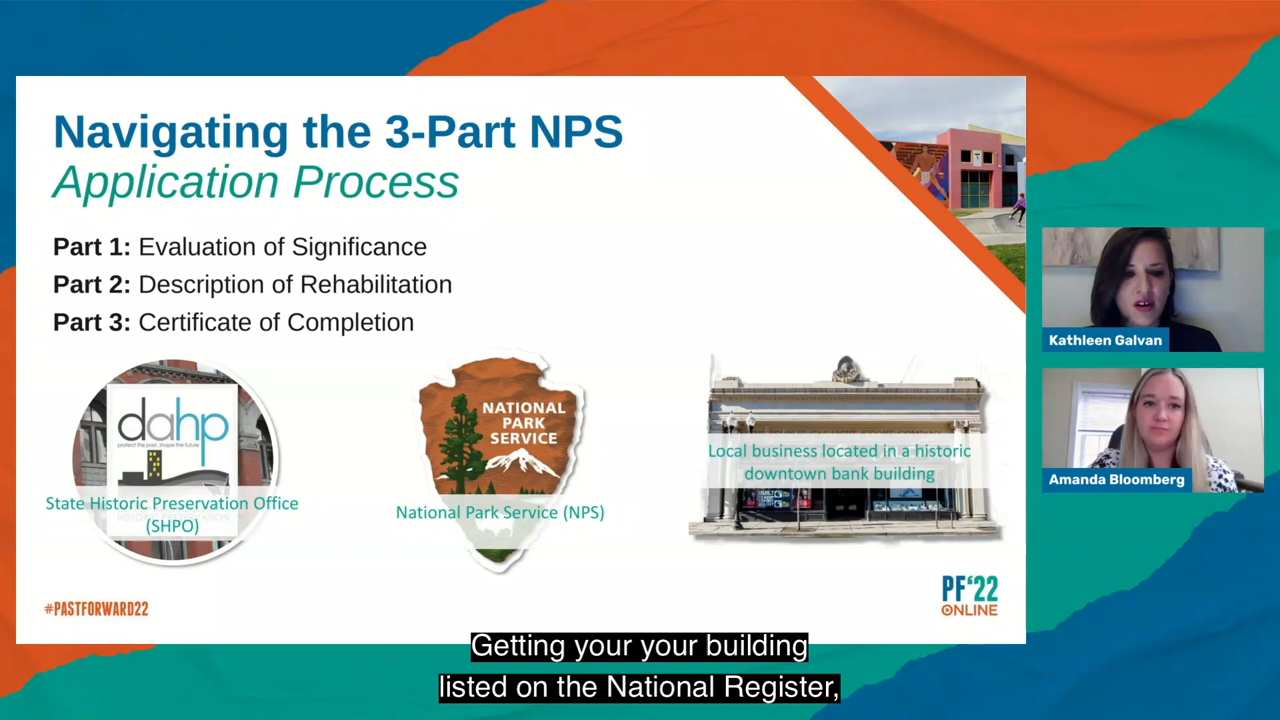 Navigating the 3-Part NPS
Application Process
Part 1: Evaluation of Significance
Part 2: Description of Rehabilitation
Part 3: Certificate of Completion
dahp
protect the past, shape the future
State Historic Preservation Office
(SHPO)
NATIONAL
PARK
SERVICE
National Park Service (NPS)
Local business located in a historic
downtown bank building
#PASTFORWARD22
PF'22
ONLINE
Kathleen Galvan
Amanda Bloomberg
Getting your your building
listed on the National Register,